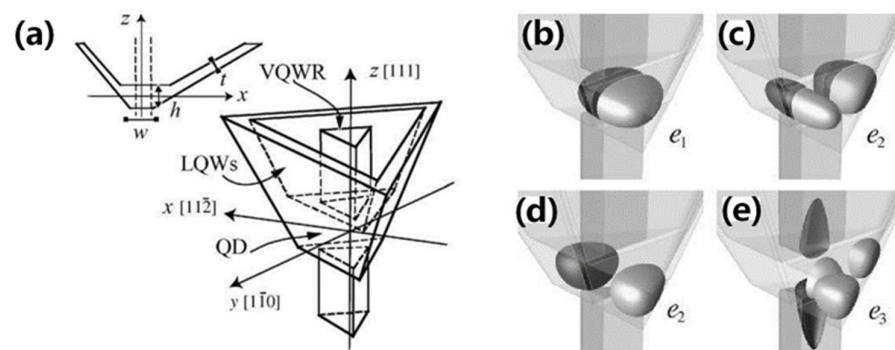 (a)
z
x
t
h
w
VQWR
z [111]
LQWs
x [112̄]
QD
y [11̄0]
(b)
e₁
(c)
e₂
(d)
e₂
(e)
e₃